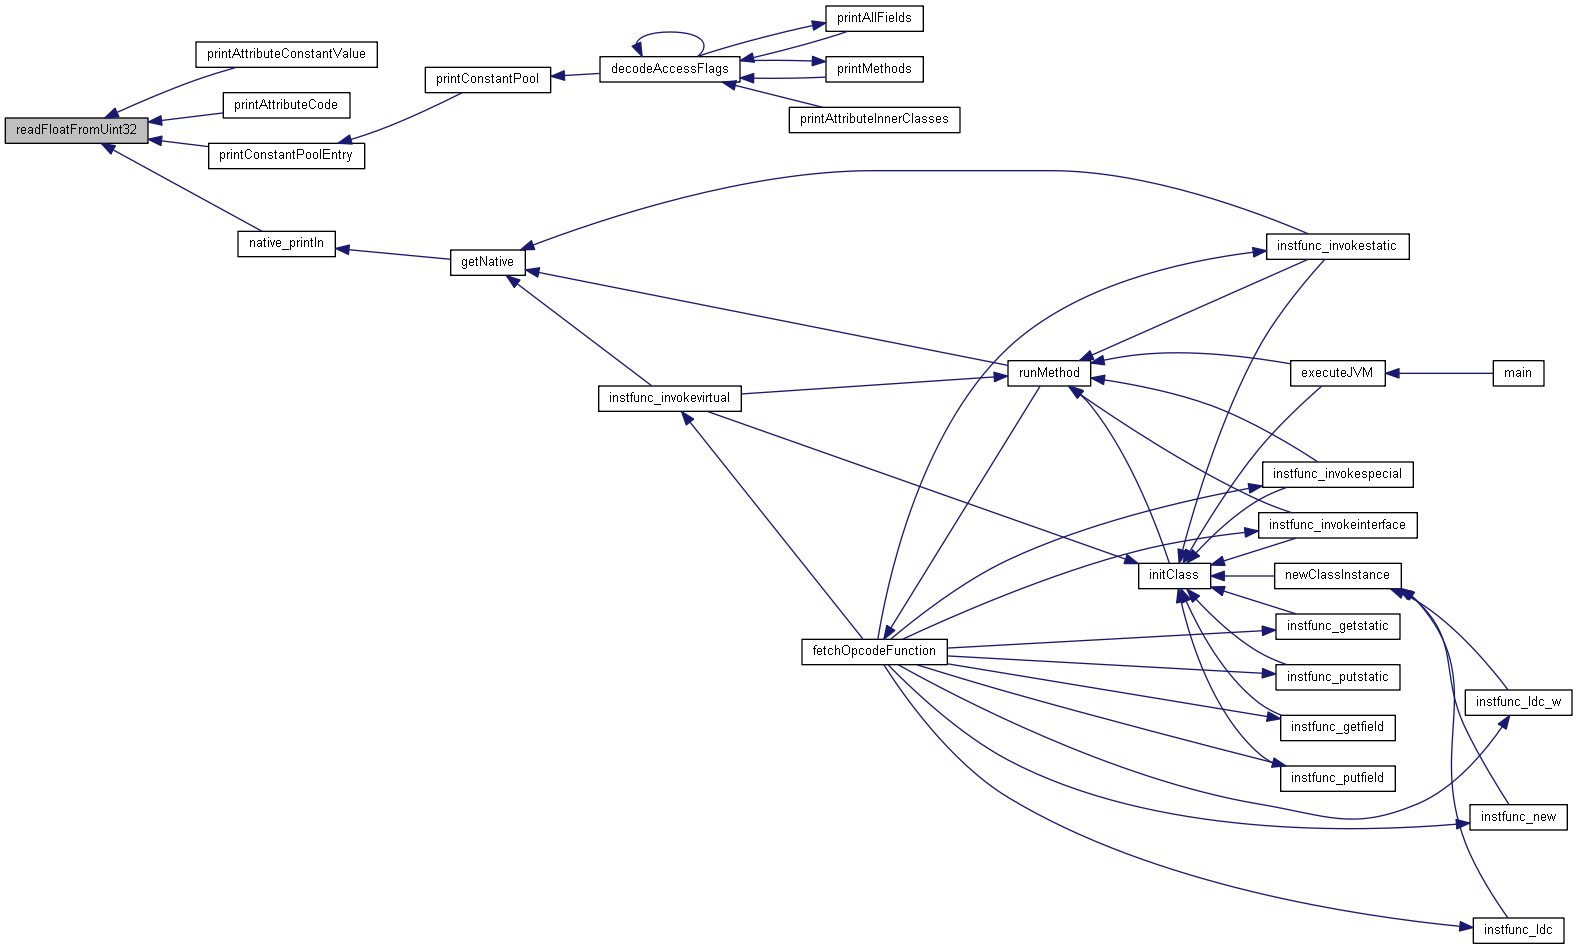 printAllFields
printAttributeConstantValue
printConstantPool
decodeAccessFlags
printMethods
printAttributeCode
printAttributeInnerClasses
readFloatFromUint32
printConstantPoolEntry
native_println
getNative
instfunc_invokestatic
runMethod
executeJVM
main
instfunc_invokevirtual
instfunc_invokespecial
instfunc_invokeinterface
initClass
newClassInstance
instfunc_getstatic
fetchOpcodeFunction
instfunc_putstatic
instfunc_ldc_w
instfunc_getfield
instfunc_putfield
instfunc_new
instfunc_ldc